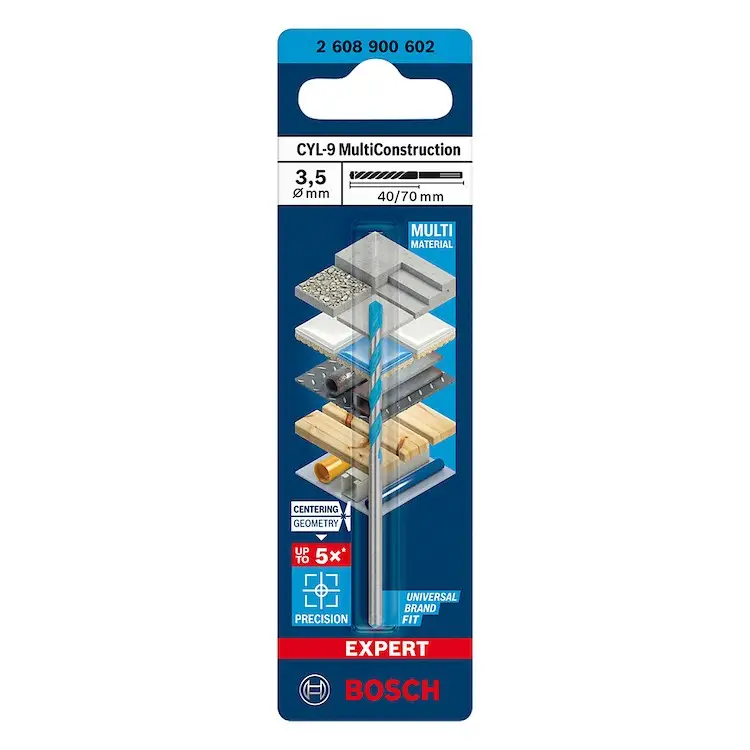 2 608 900 602
CYL-9 MultiConstruction
3,5
Ø mm
40/70 mm
MULTI
MATERIAL
CENTERING
GEOMETRY
UP TO 5×*
PRECISION
UNIVERSAL
BRAND
FIT
EXPERT
BOSCH